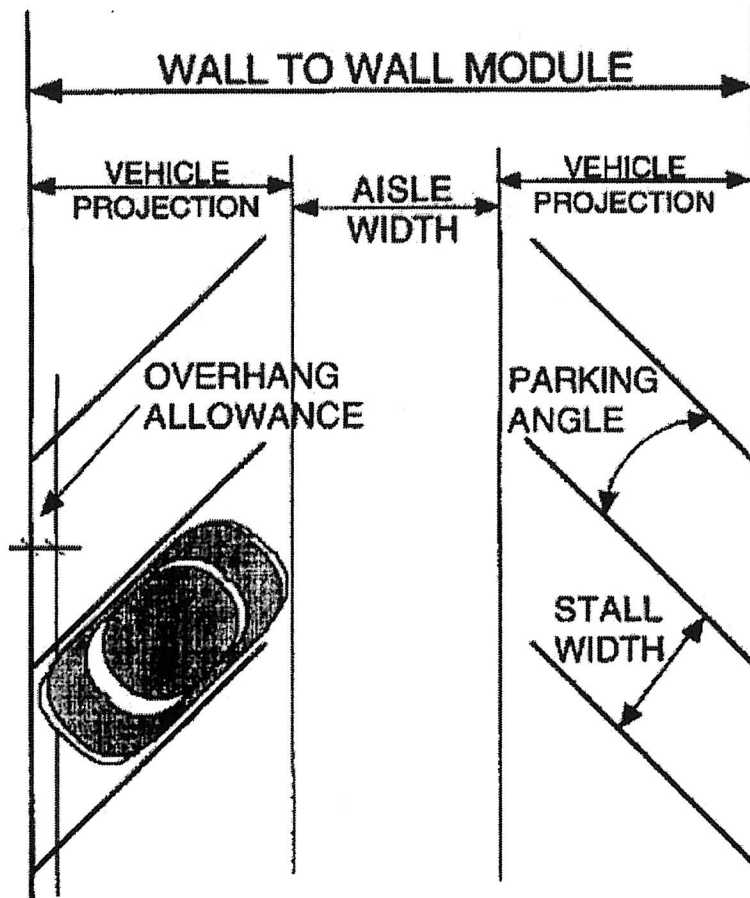 WALL TO WALL MODULE
VEHICLE
PROJECTION
AISLE
WIDTH
VEHICLE
PROJECTION
OVERHANG
ALLOWANCE
PARKING
ANGLE
STALL
WIDTH